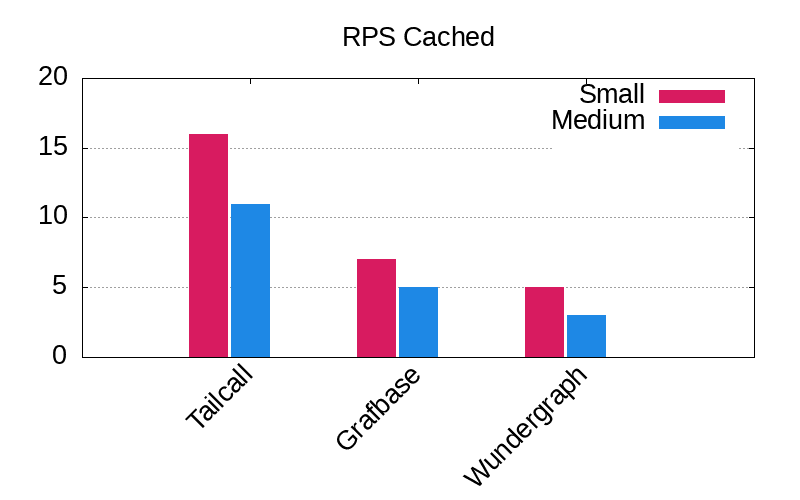 RPS Cached
Small
Medium
20
15
10
5
0
Tailcall
Grafbase
Wundergraph